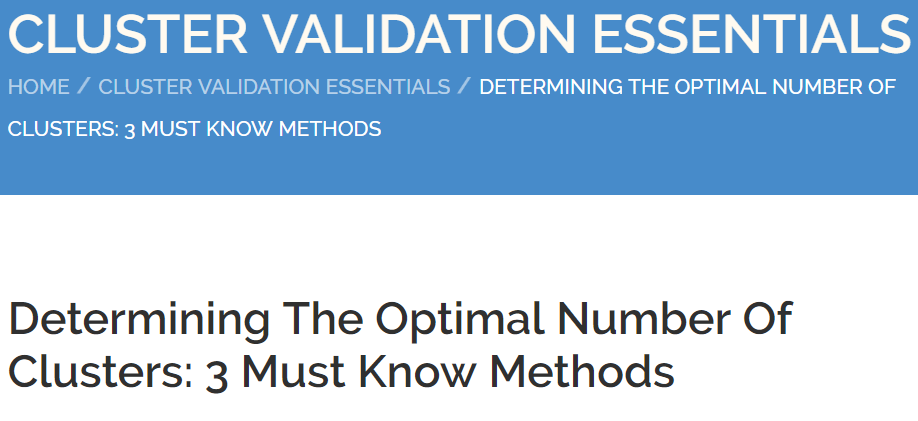 CLUSTER VALIDATION ESSENTIALS
HOME / CLUSTER VALIDATION ESSENTIALS / DETERMINING THE OPTIMAL NUMBER OF
CLUSTERS: 3 MUST KNOW METHODS
Determining The Optimal Number Of
Clusters: 3 Must Know Methods